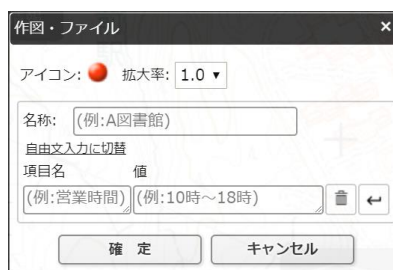 作図・ファイル ×
アイコン: 拡大率: 1.0 ▾
名称: (例:A図書館)
自由文入力に切替
項目名 値
(例:営業時間) (例:10時～18時)
確 定 キャンセル